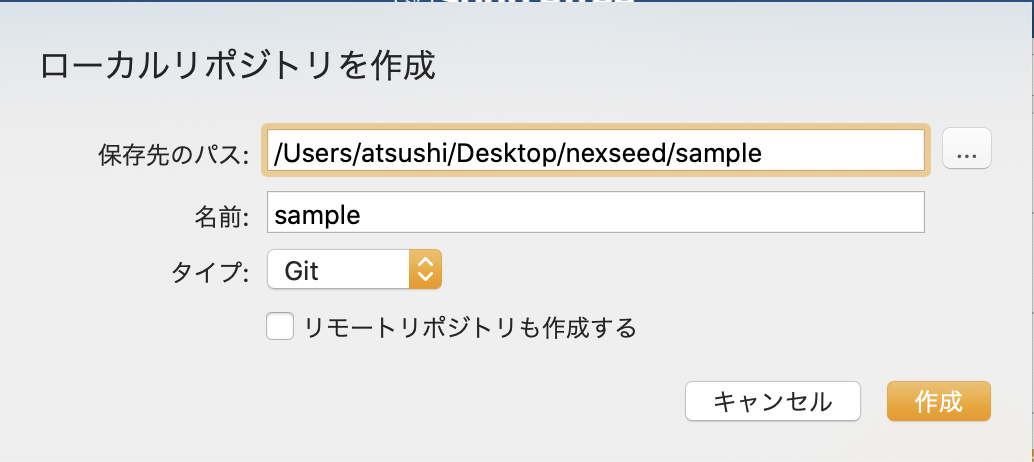 ローカルリポジトリを作成
保存先のパス: /Users/atsushi/Desktop/nexseed/sample ...
名前: sample
タイプ: Git
リモートリポジトリも作成する
キャンセル 作成